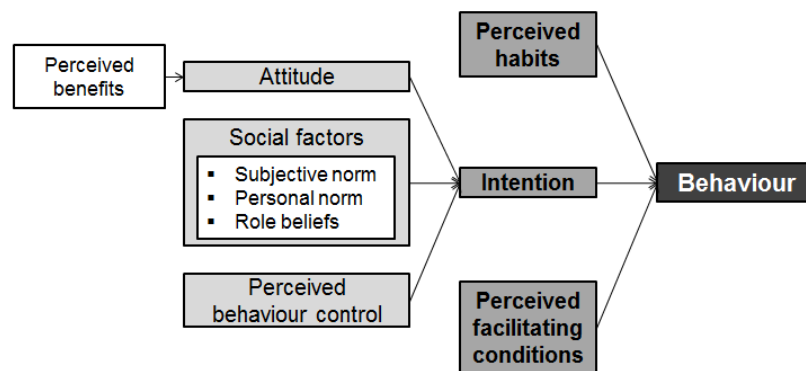 Perceived
benefits
Attitude
Social factors
▪ Subjective norm
▪ Personal norm
▪ Role beliefs
Perceived
behaviour control
Perceived
habits
Intention
Perceived
facilitating
conditions
Behaviour